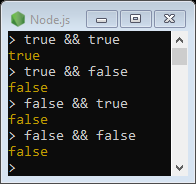 Node.js
> true && true
true
> true && false
false
> false && true
false
> false && false
false
>